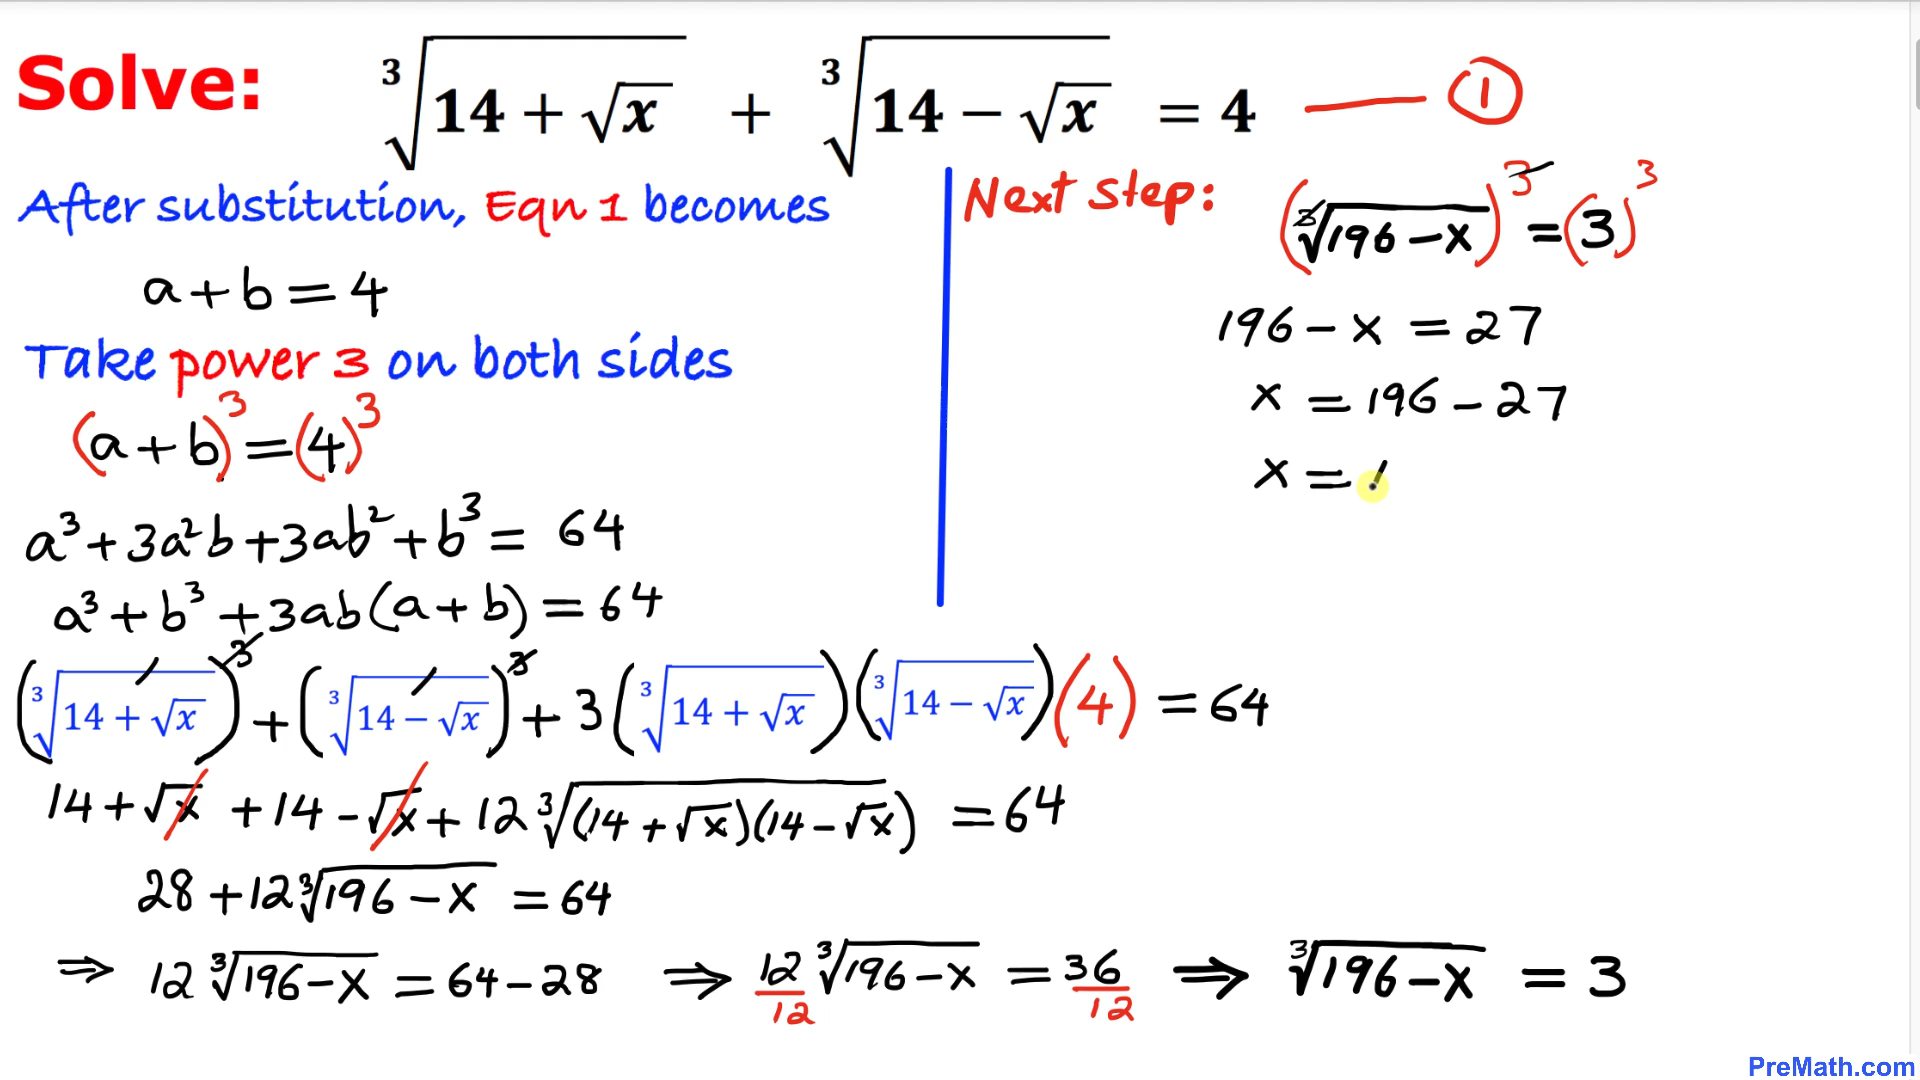 Solve: ∛(14 + √x) + ∛(14 − √x) = 4 —— ①
After substitution, Eqn 1 becomes
a + b = 4
Take power 3 on both sides
(a + b)³ = (4)³
a³ + 3a²b + 3ab² + b³ = 64
a³ + b³ + 3ab(a + b) = 64
(∛(14 + √x))³ + (∛(14 − √x))³ + 3(∛(14 + √x))(∛(14 − √x))(4) = 64
14 + √x + 14 − √x + 12 ∛((14 + √x)(14 − √x)) = 64
28 + 12 ∛(196 − x) = 64
⇒ 12 ∛(196 − x) = 64 − 28 ⇒ 12 ∛(196 − x) / 12 = 36 / 12 ⇒ ∛(196 − x) = 3
Next Step: (∛(196 − x))³ = (3)³
196 − x = 27
x = 196 − 27
x =
PreMath.com